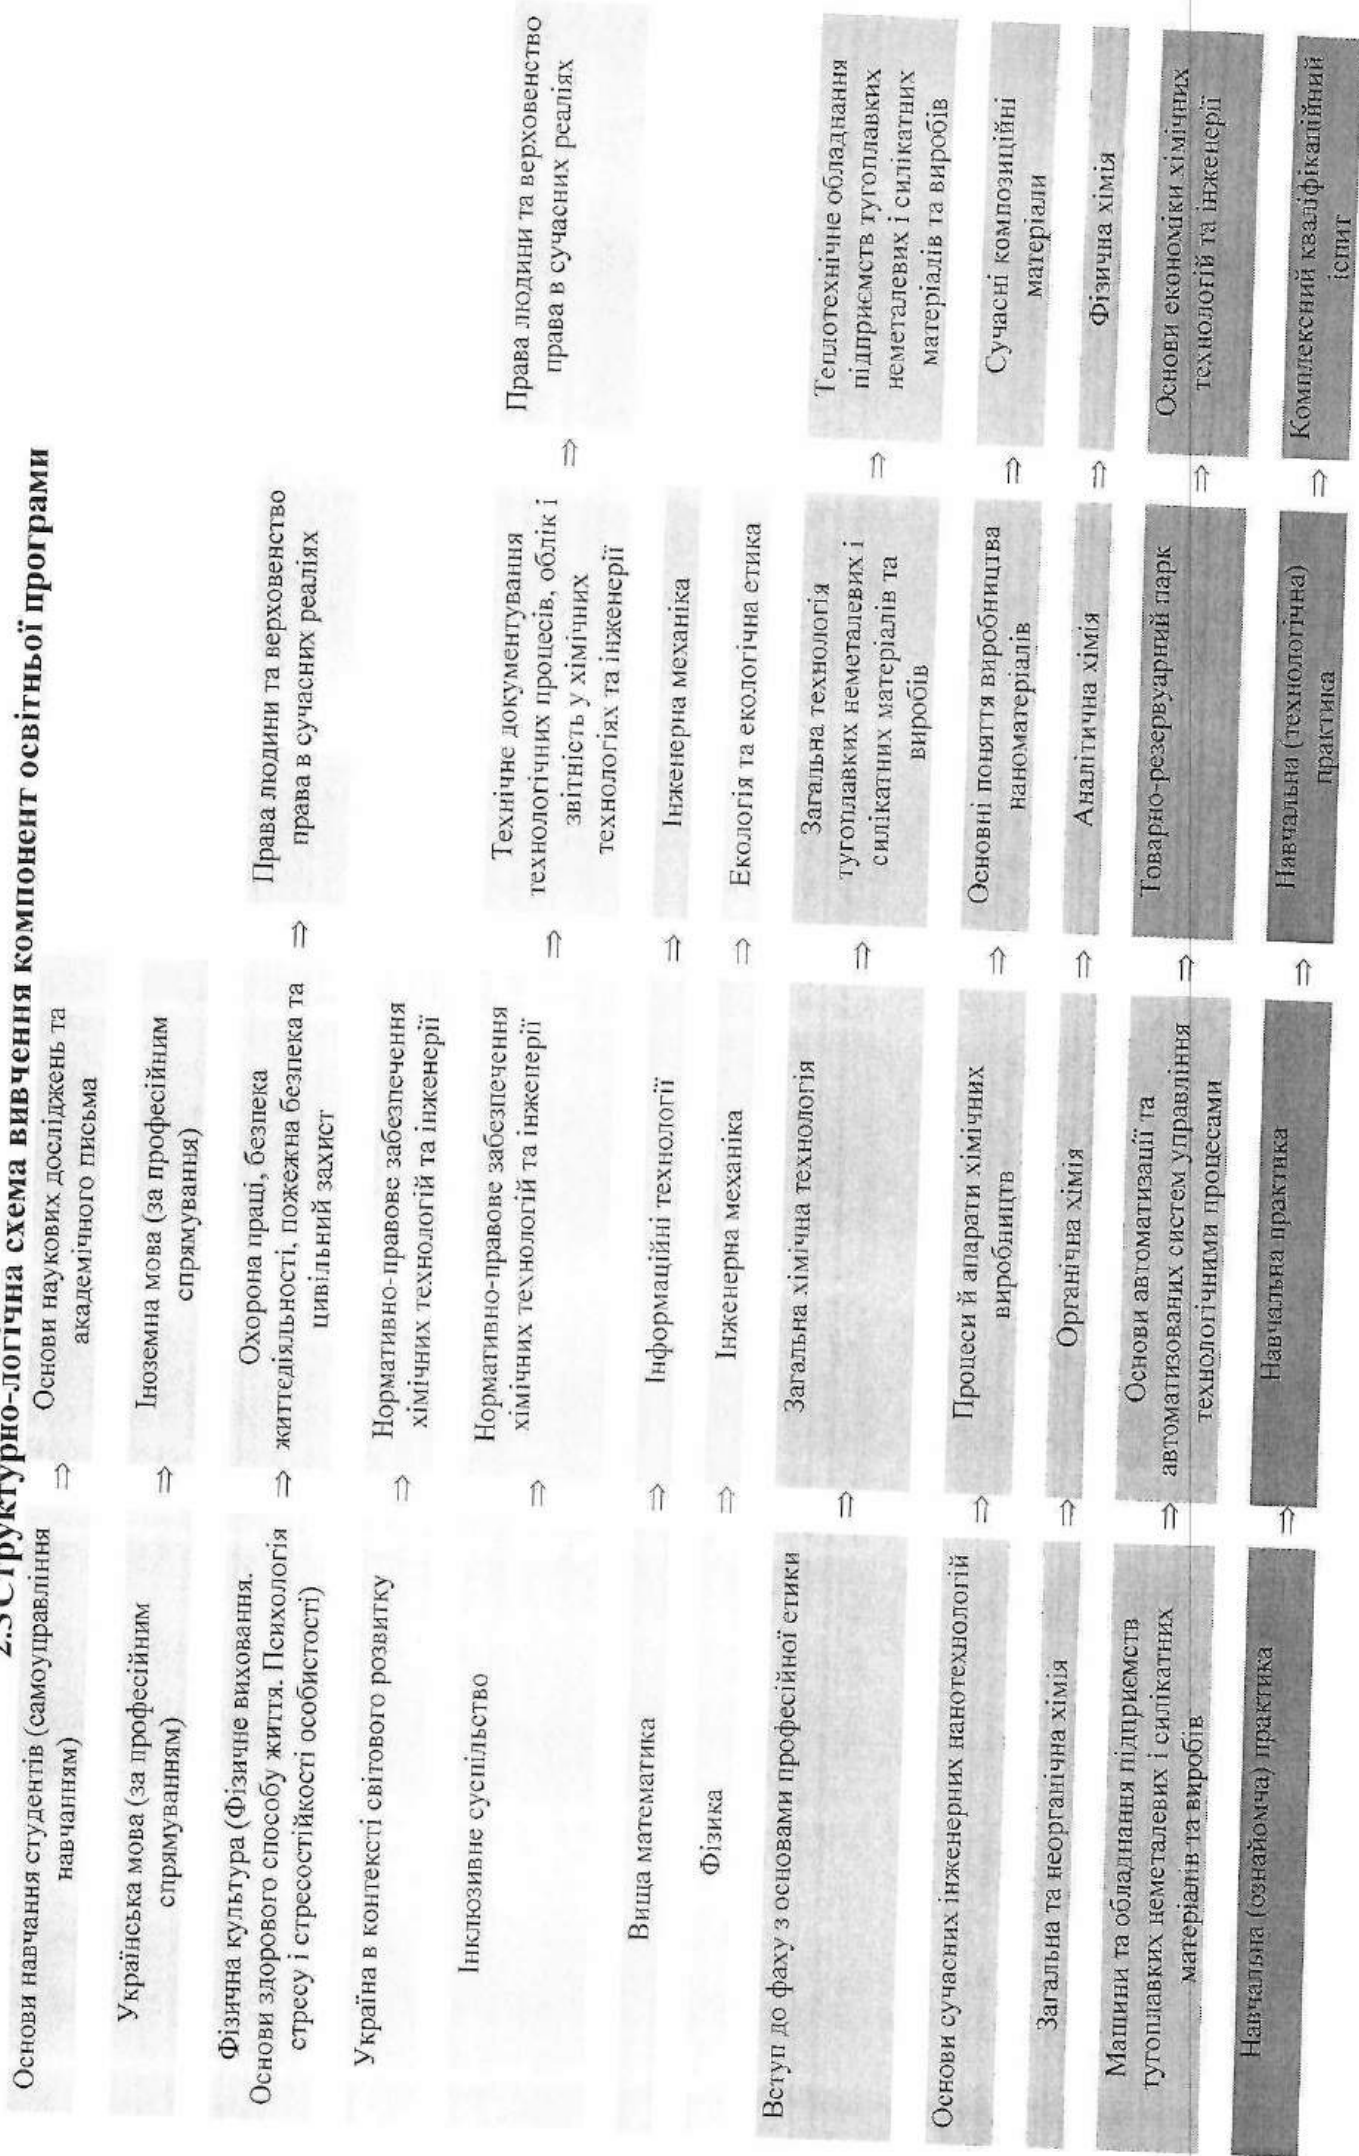 2.3 Структурно-логічна схема вивчення компонент освітньої програми
Основи навчання студентів (самоуправління
навчанням)
⇒
Основи наукових досліджень та
академічного письма
Українська мова (за професійним
спрямуванням)
⇒
Іноземна мова (за професійним
спрямування)
Фізична культура (Фізичне виховання.
Основи здорового способу життя. Психологія
стресу і стресостійкості особистості)
⇒
Охорона праці, безпека
життєдіяльності, пожежна безпека та
цивільний захист
⇒
Права людини та верховенство
права в сучасних реаліях
Україна в контексті світового розвитку
⇒
Нормативно-правове забезпечення
хімічних технологій та інженерії
Інклюзивне суспільство
⇒
Нормативно-правове забезпечення
хімічних технологій та інженерії
⇒
Технічне документування
технологічних процесів, облік і
звітність у хімічних
технологіях та інженерії
⇒
Права людини та верховенство
права в сучасних реаліях
Вища математика
⇒
Інформаційні технології
⇒
Інженерна механіка
Фізика
⇒
Інженерна механіка
⇒
Екологія та екологічна етика
Вступ до фаху з основами професійної етики
⇒
Загальна хімічна технологія
⇒
Загальна технологія
тугоплавких неметалевих і
силікатних матеріалів та
виробів
⇒
Теплотехнічне обладнання
підприємств тугоплавких
неметалевих і силікатних
матеріалів та виробів
Основи сучасних інженерних нанотехнологій
⇒
Процеси й апарати хімічних
виробництв
⇒
Основні поняття виробництва
наноматеріалів
⇒
Сучасні композиційні
матеріали
Загальна та неорганічна хімія
⇒
Органічна хімія
⇒
Аналітична хімія
⇒
Фізична хімія
Машини та обладнання підприємств
тугоплавких неметалевих і силікатних
матеріалів та виробів
⇒
Основи автоматизації та
автоматизованих систем управління
технологічними процесами
⇒
Товарно-резервуарний парк
⇒
Основи економіки хімічних
технологій та інженерії
Навчальна (ознайомча) практика
⇒
Навчальна практика
⇒
Навчальна (технологічна)
практика
⇒
Комплексний кваліфікаційний
іспит